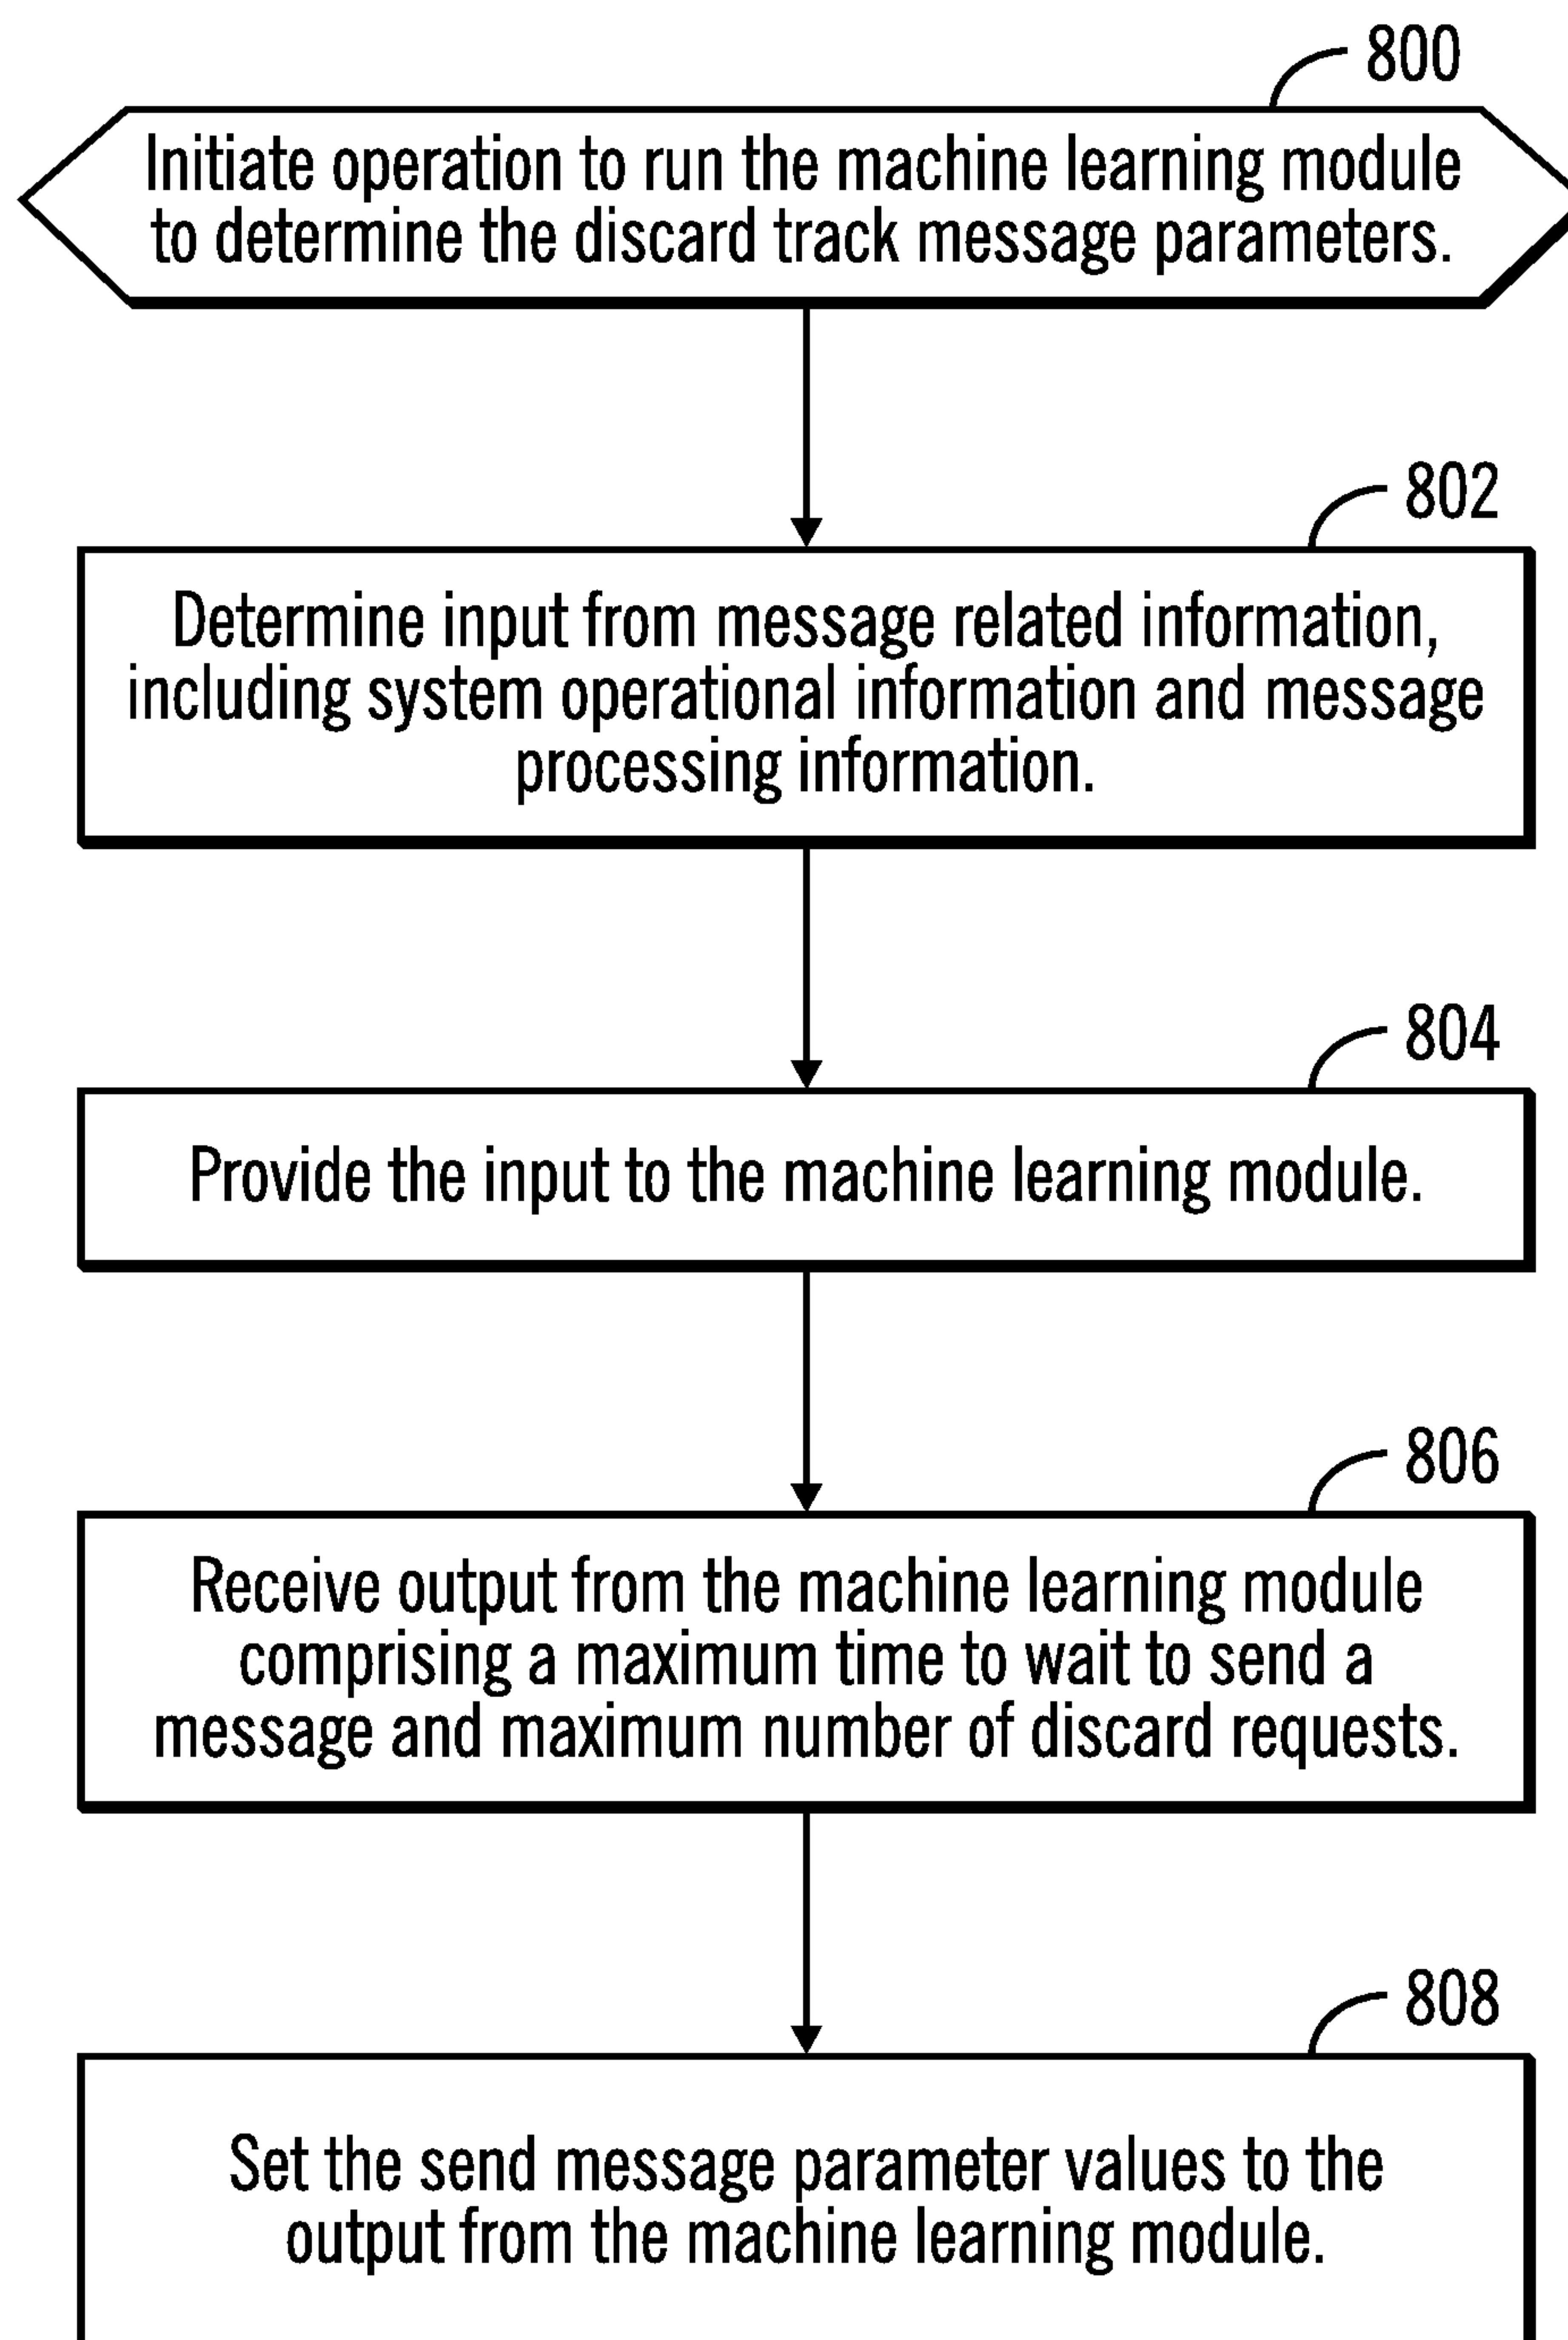 800
Initiate operation to run the machine learning module
to determine the discard track message parameters.
802
Determine input from message related information,
including system operational information and message
processing information.
804
Provide the input to the machine learning module.
806
Receive output from the machine learning module
comprising a maximum time to wait to send a
message and maximum number of discard requests.
808
Set the send message parameter values to the
output from the machine learning module.